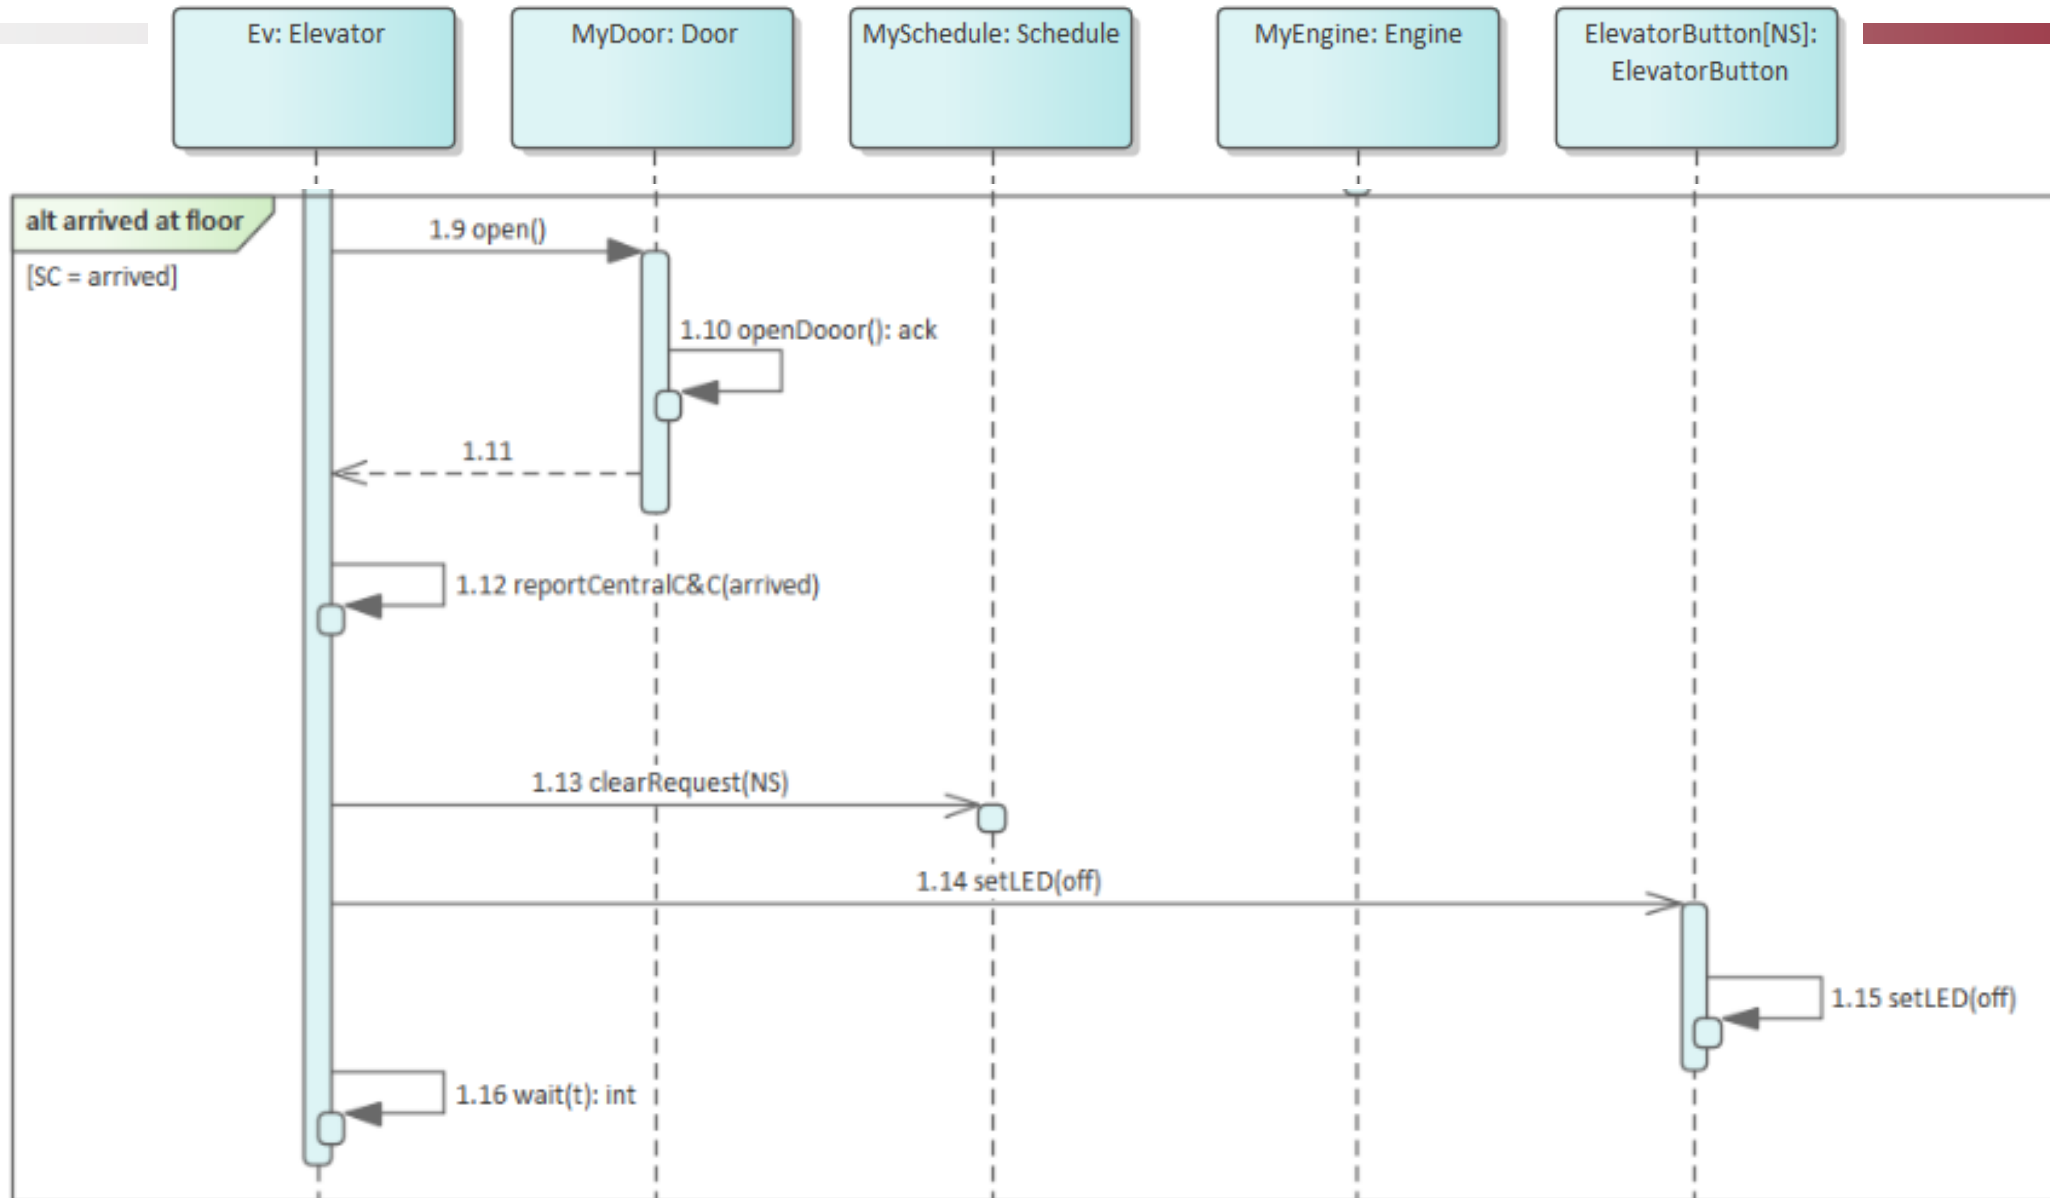 Ev: Elevator
MyDoor: Door
MySchedule: Schedule
MyEngine: Engine
ElevatorButton[NS]:
ElevatorButton
alt arrived at floor
[SC = arrived]
1.9 open()
1.10 openDooor(): ack
1.11
1.12 reportCentralC&C(arrived)
1.13 clearRequest(NS)
1.14 setLED(off)
1.15 setLED(off)
1.16 wait(t): int